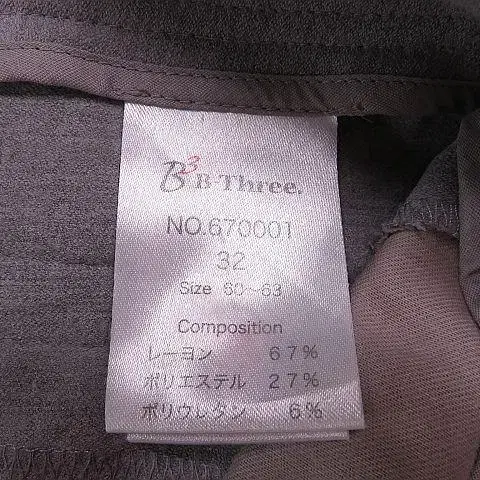 B3 B-Three.
NO.670001
32
Size 60~63
Composition
レーヨン 67%
ポリエステル 27%
ポリウレタン 6%